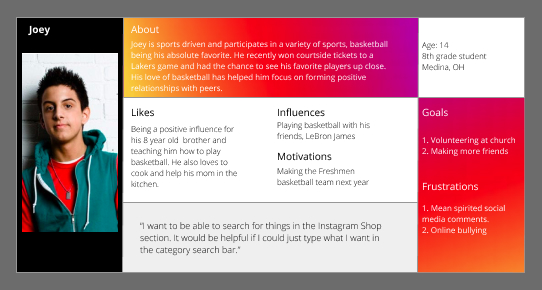 Joey
About
Joey is sports driven and participates in a variety of sports, basketball
being his absolute favorite. He recently won courtside tickets to a
Lakers game and had the chance to see his favorite players up close.
His love of basketball has helped him focus on forming positive
relationships with peers.
Age: 14
8th grade student
Medina, OH
Likes
Being a positive influence for
his 8 year old brother and
teaching him how to play
basketball. He also loves to
cook and help his mom in the
kitchen.
Influences
Playing basketball with his
friends, LeBron James
Motivations
Making the Freshmen
basketball team next year
Goals
1. Volunteering at church
2. Making more friends
Frustrations
1. Mean spirited social
media comments.
2. Online bullying
"I want to be able to search for things in the Instagram Shop
section. It would be helpful if I could just type what I want in
the category search bar."